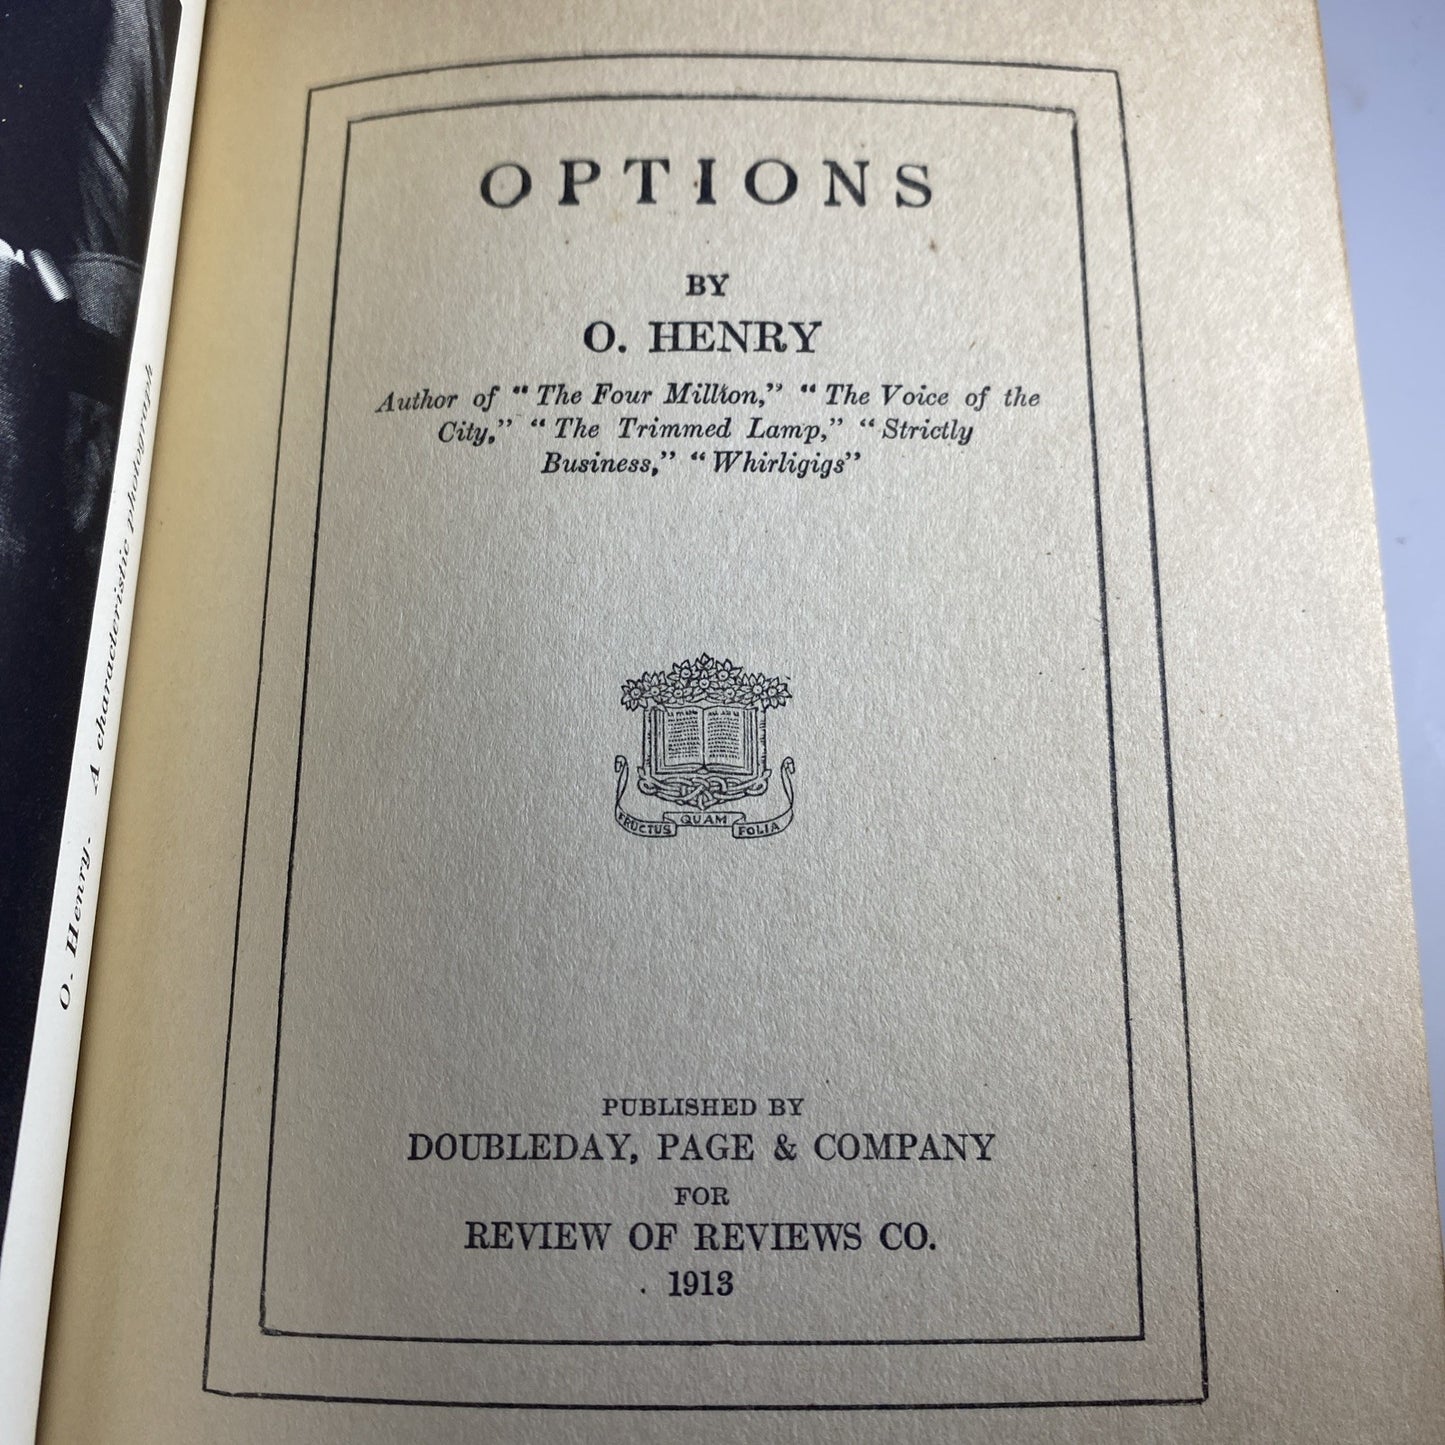 OPTIONS
BY
O. HENRY
Author of "The Four Million," "The Voice of the
City," "The Trimmed Lamp," "Strictly
Business," "Whirligigs"
FRUCTUS QUAM FOLIA
PUBLISHED BY
DOUBLEDAY, PAGE & COMPANY
FOR
REVIEW OF REVIEWS CO.
1913
O. Henry. A characteristic photograph